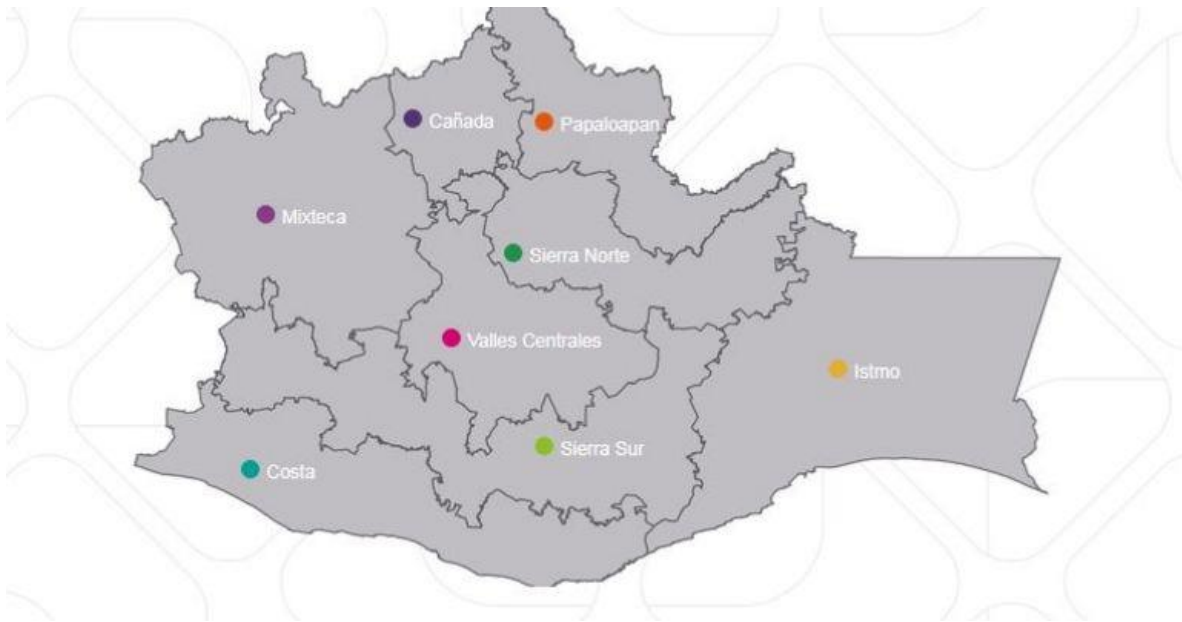 Cañada
Papaloapan
Mixteca
Sierra Norte
Valles Centrales
Istmo
Sierra Sur
Costa